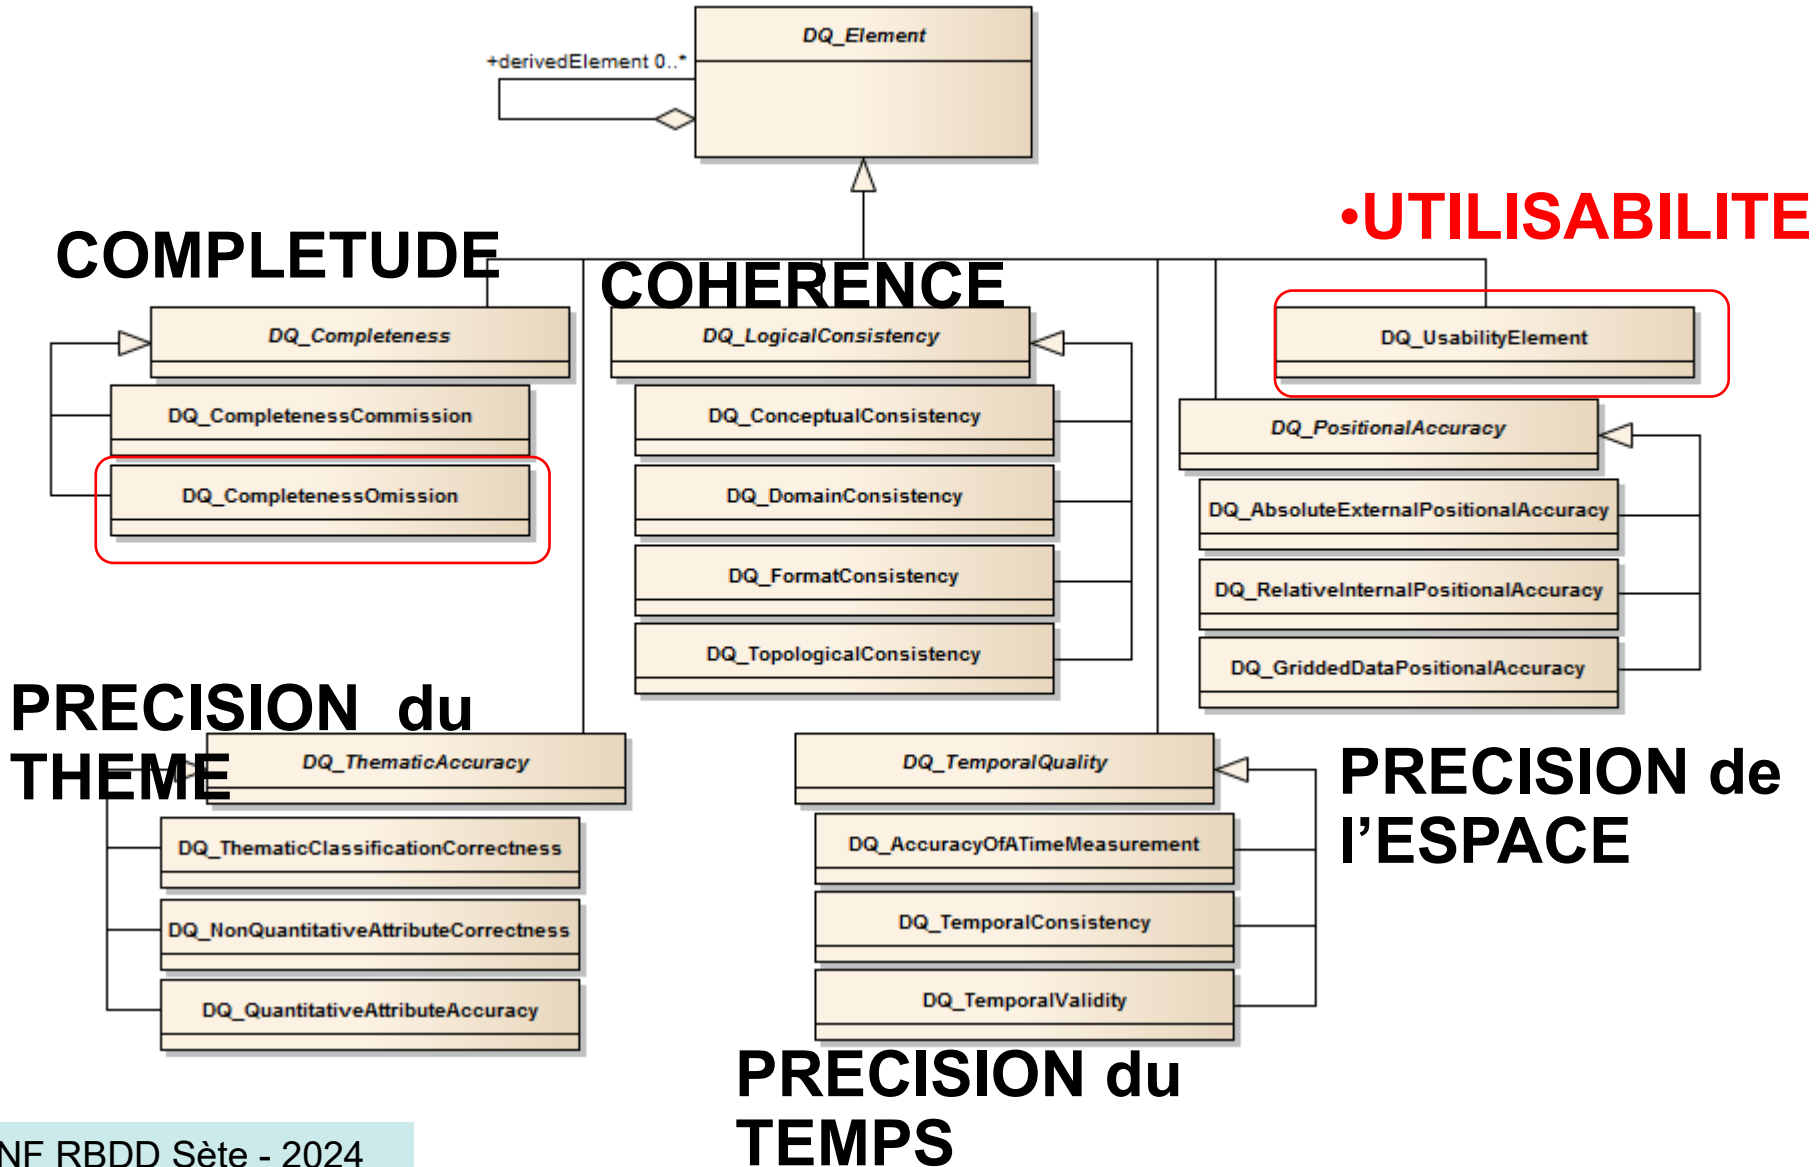 DQ_Element
+derivedElement 0..*
•UTILISABILITE
COMPLETUDE
COHERENCE
DQ_Completeness
DQ_CompletenessCommission
DQ_CompletenessOmission
DQ_LogicalConsistency
DQ_ConceptualConsistency
DQ_DomainConsistency
DQ_FormatConsistency
DQ_TopologicalConsistency
DQ_UsabilityElement
DQ_PositionalAccuracy
DQ_AbsoluteExternalPositionalAccuracy
DQ_RelativeInternalPositionalAccuracy
DQ_GriddedDataPositionalAccuracy
PRECISION de
l’ESPACE
PRECISION du
THEME
DQ_ThematicAccuracy
DQ_ThematicClassificationCorrectness
DQ_NonQuantitativeAttributeCorrectness
DQ_QuantitativeAttributeAccuracy
DQ_TemporalQuality
DQ_AccuracyOfATimeMeasurement
DQ_TemporalConsistency
DQ_TemporalValidity
PRECISION du
TEMPS
NF RBDD Sète - 2024